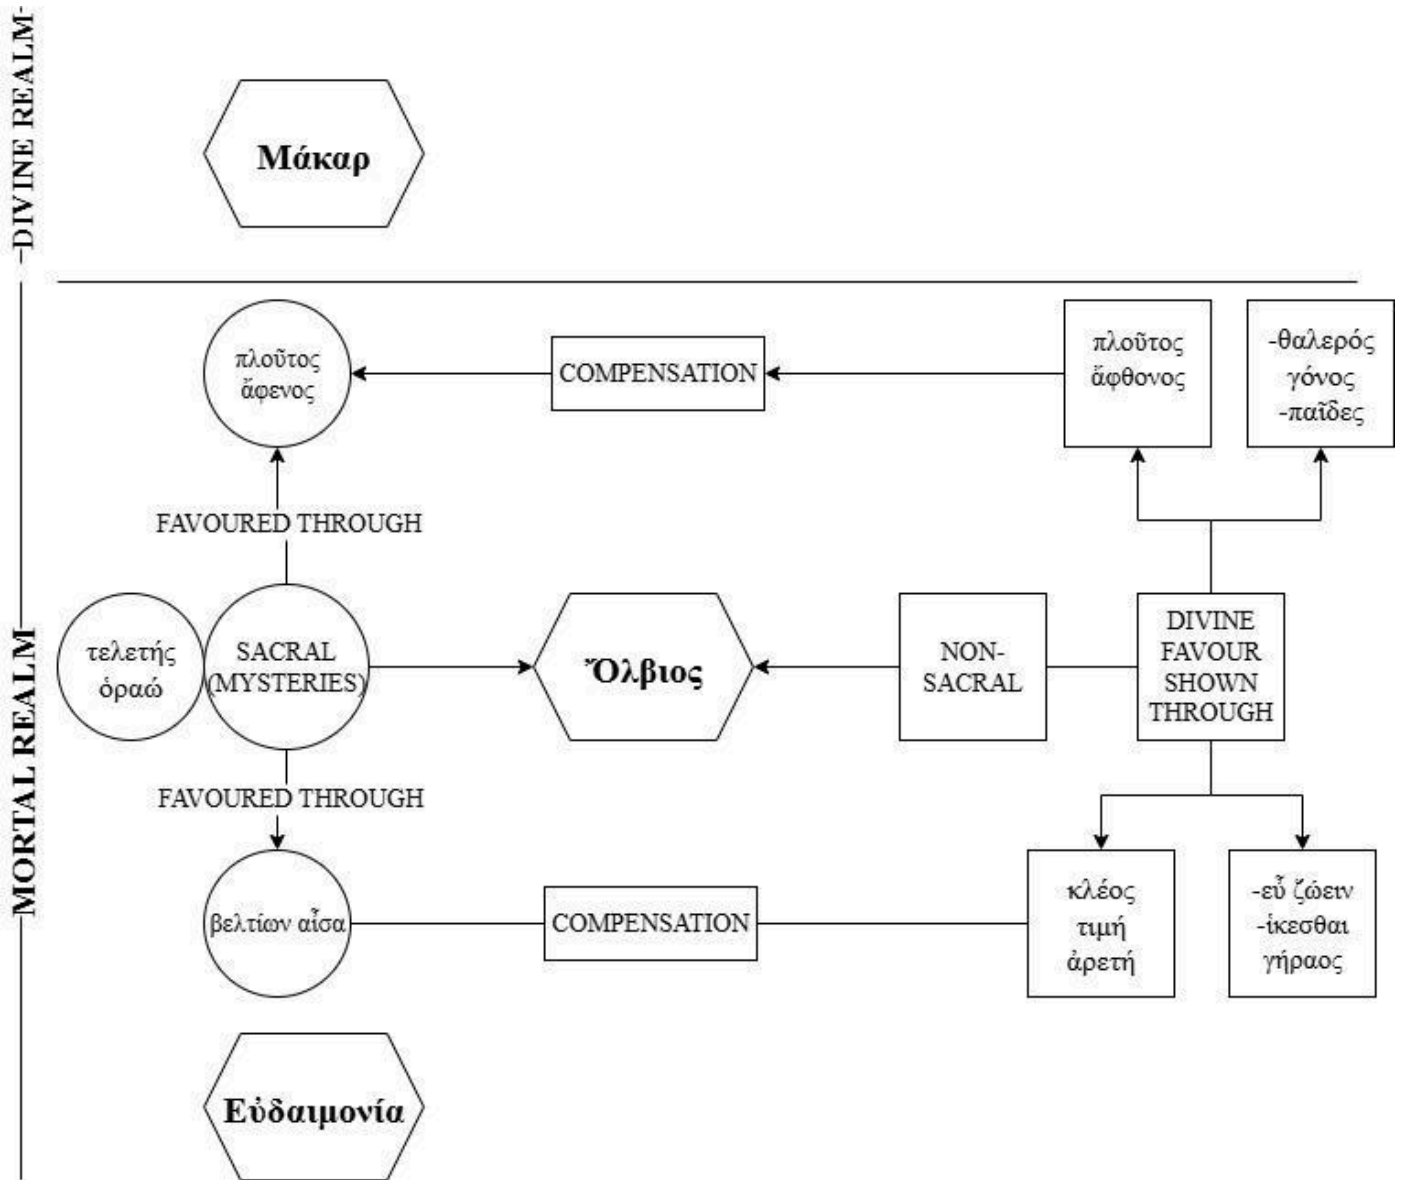 -DIVINE REALM-
Μάκαρ
πλοῦτος
ἄφενος
COMPENSATION
πλοῦτος
ἄφθονος
-θαλερός
γόνος
-παῖδες
FAVOURED THROUGH
MORTAL REALM
τελετής
ὁραώ
SACRAL
(MYSTERIES)
Ὄλβιος
NON-
SACRAL
DIVINE
FAVOUR
SHOWN
THROUGH
FAVOURED THROUGH
βελτίων αἶσα
COMPENSATION
κλέος
τιμή
ἀρετή
-εὖ ζώειν
-ἱκεσθαι
γήραος
Εὐδαιμονία